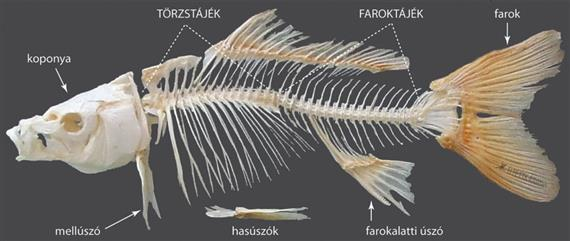 TÖRZSTÁJÉK
FAROKTÁJÉK
farok
koponya
mellúszó
hasúszók
farokalatti úszó